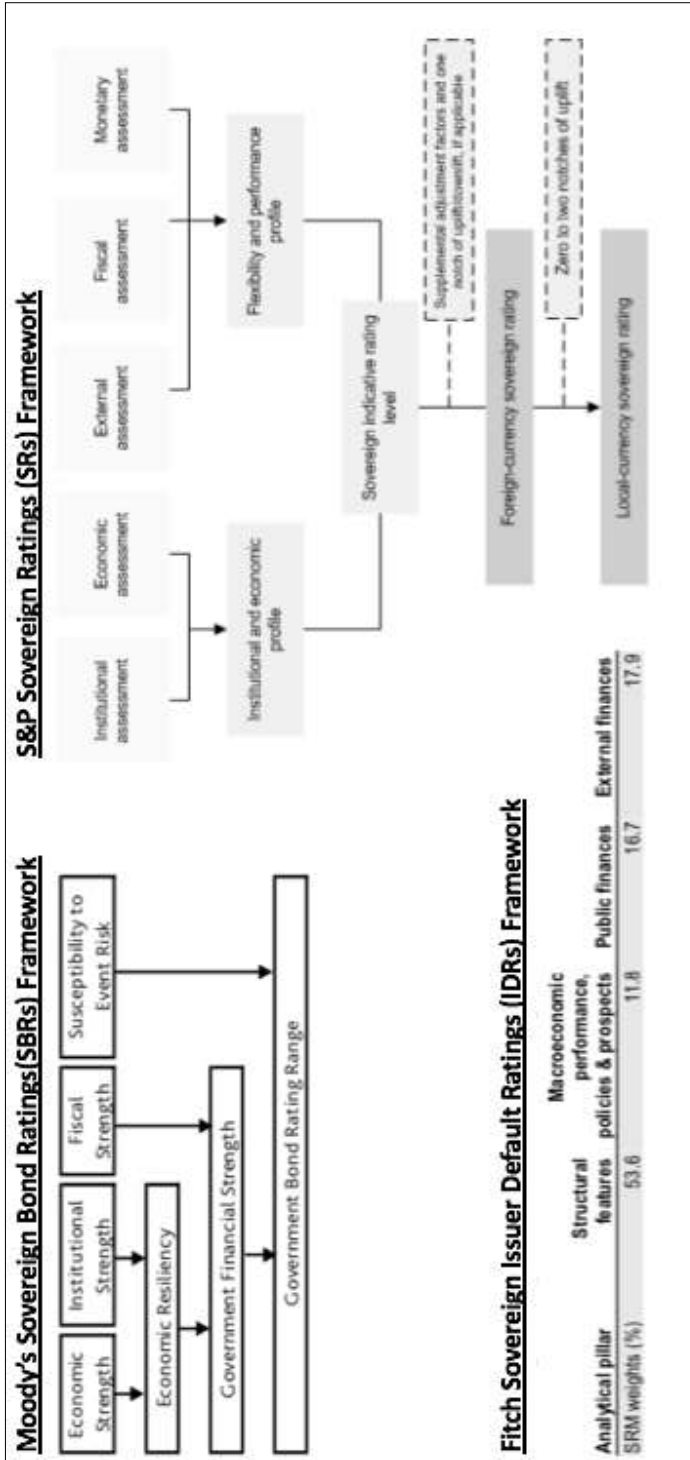 Moody's Sovereign Bond Ratings(SBRs) Framework
Economic
Strength
Institutional
Strength
Fiscal
Strength
Susceptibility to
Event Risk
Economic Resiliency
Government Financial Strength
Government Bond Rating Range
S&P Sovereign Ratings (SRs) Framework
Institutional
assessment
Economic
assessment
External
assessment
Fiscal
assessment
Monetary
assessment
Institutional and economic
profile
Flexibility and performance
profile
Sovereign indicative rating
level
Supplemental adjustment factors and one
notch of uplift/downlift, if applicable
Foreign-currency sovereign rating
Zero to two notches of uplift
Local-currency sovereign rating
Fitch Sovereign Issuer Default Ratings (IDRs) Framework
Analytical pillar
Structural
features
Macroeconomic
performance,
policies & prospects
Public finances
External finances
SRM weights (%) 53.6 11.8 16.7 17.9